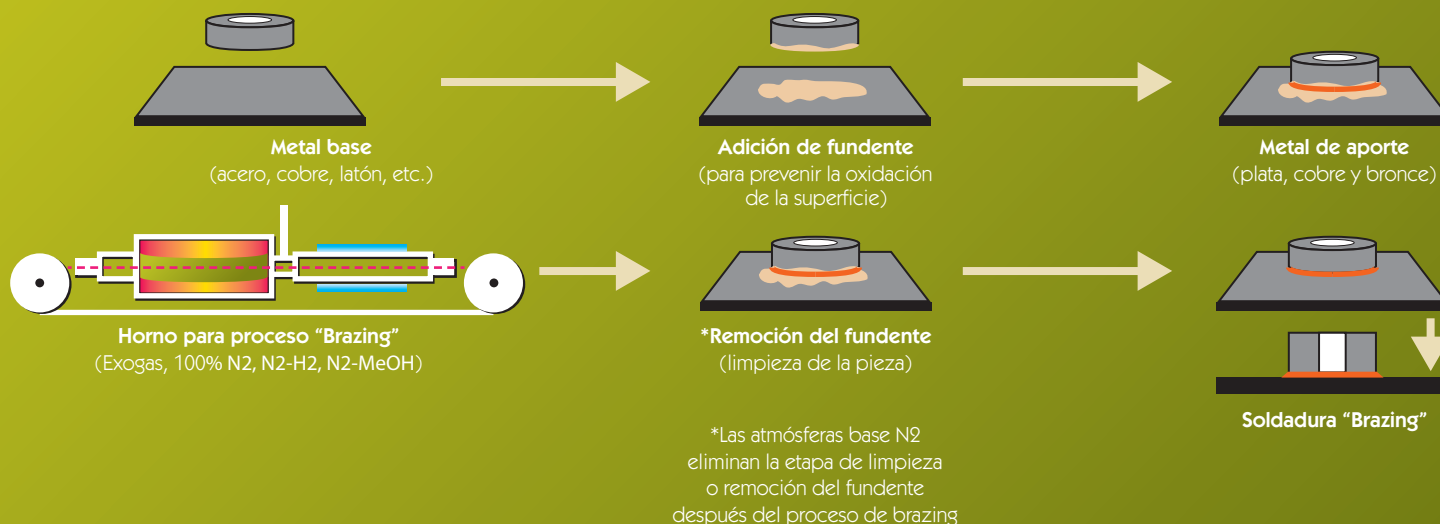 Metal base
(acero, cobre, latón, etc.)
Adición de fundente
(para prevenir la oxidación
de la superficie)
Metal de aporte
(plata, cobre y bronce)
Horno para proceso “Brazing”
(Exogas, 100% N2, N2-H2, N2-MeOH)
*Remoción del fundente
(limpieza de la pieza)
*Las atmósferas base N2
eliminan la etapa de limpieza
o remoción del fundente
después del proceso de brazing
Soldadura “Brazing”